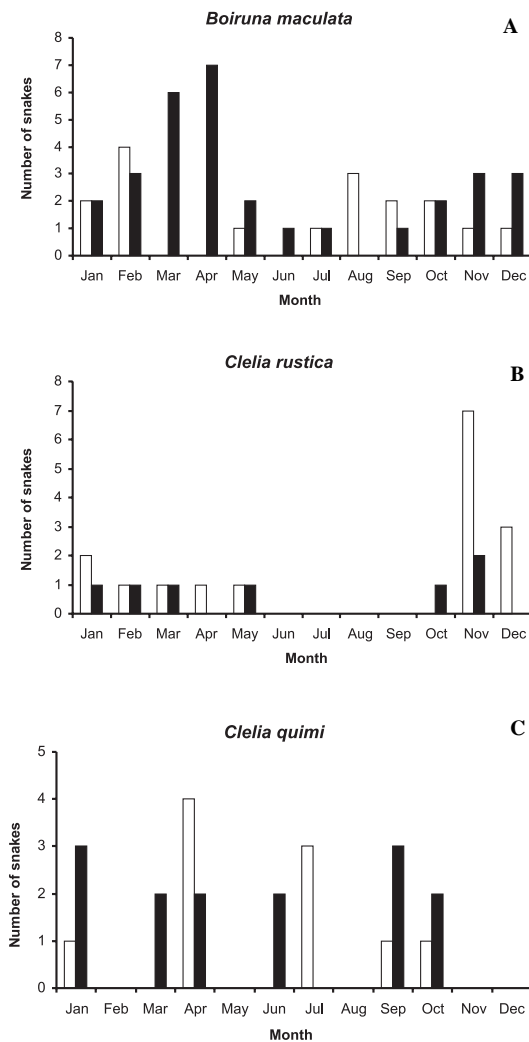 Boiruna maculata
A
8
7
6
5
4
3
2
1
0
Number of snakes
Jan Feb Mar Apr May Jun Jul Aug Sep Oct Nov Dec
Month
Clelia rustica
B
8
7
6
5
4
3
2
1
0
Number of snakes
Jan Feb Mar Apr May Jun Jul Aug Sep Oct Nov Dec
Month
Clelia quimi
C
5
4
3
2
1
0
Number of snakes
Jan Feb Mar Apr May Jun Jul Aug Sep Oct Nov Dec
Month